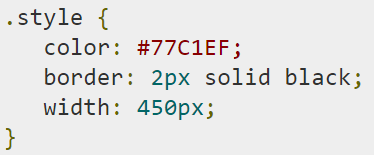 .style {
   color: #77C1EF;
   border: 2px solid black;
   width: 450px;
}